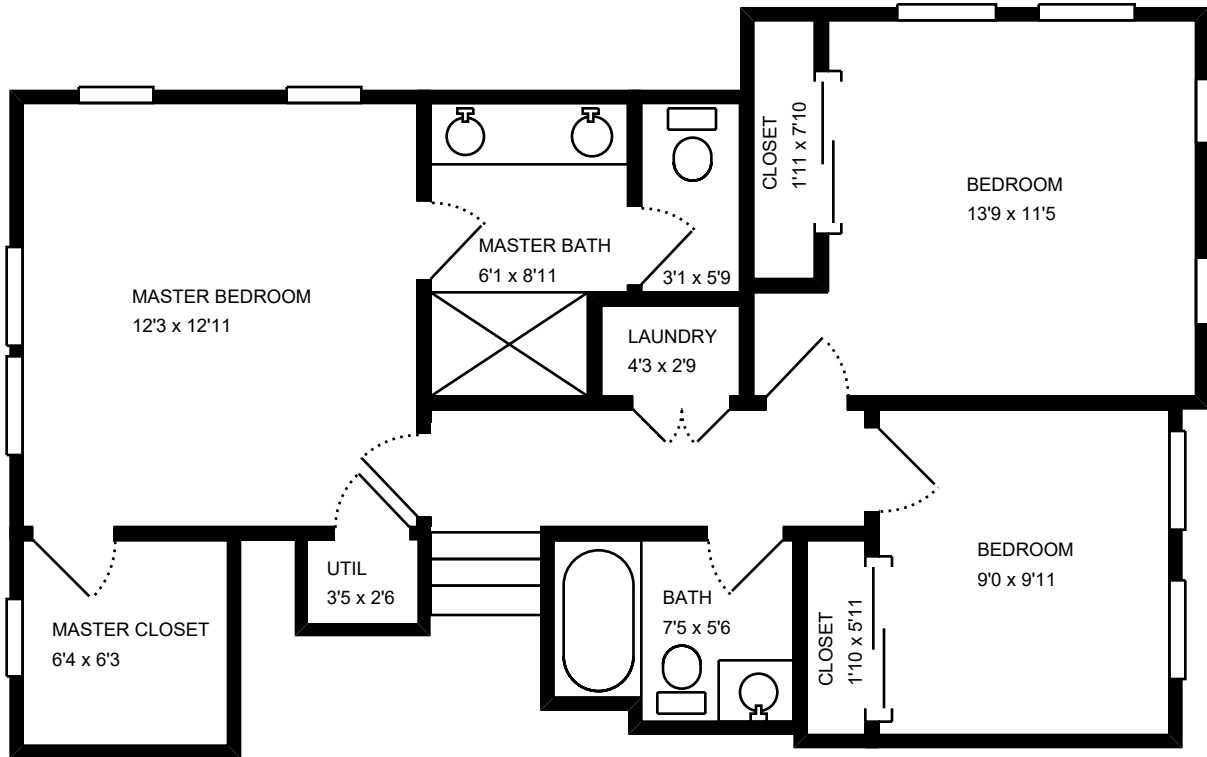 CLOSET
1'11 x 7'10
BEDROOM
13'9 x 11'5
MASTER BATH
6'1 x 8'11
3'1 x 5'9
MASTER BEDROOM
12'3 x 12'11
LAUNDRY
4'3 x 2'9
BEDROOM
9'0 x 9'11
UTIL
3'5 x 2'6
BATH
7'5 x 5'6
CLOSET
1'10 x 5'11
MASTER CLOSET
6'4 x 6'3